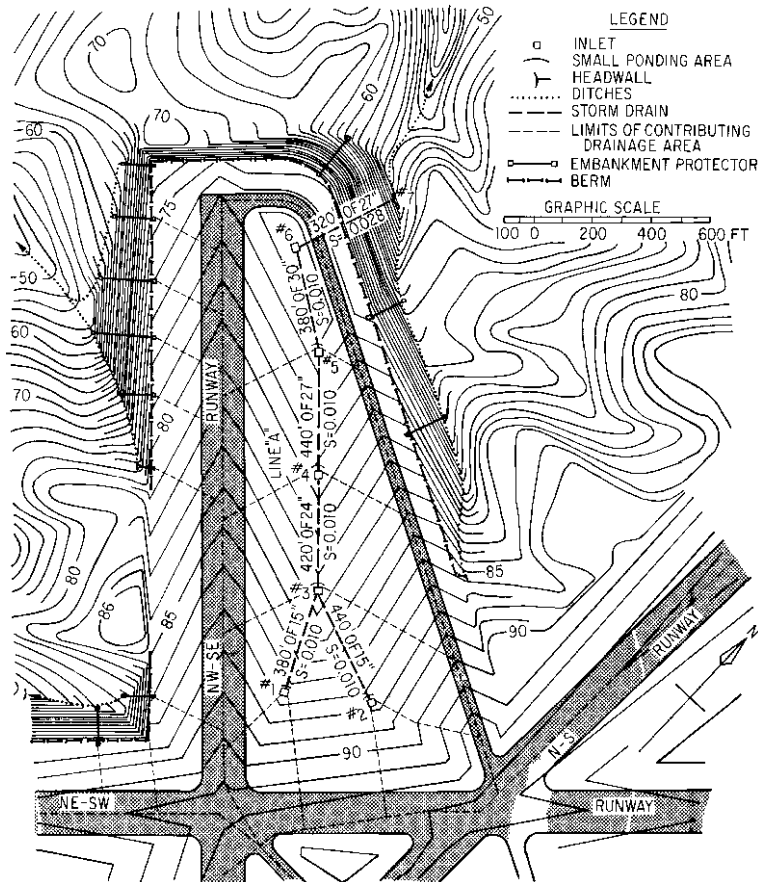 LEGEND
INLET
SMALL PONDING AREA
HEADWALL
DITCHES
STORM DRAIN
LIMITS OF CONTRIBUTING
DRAINAGE AREA
EMBANKMENT PROTECTOR
BERM
GRAPHIC SCALE
100 0 200 400 600 FT
70
50
60
60
75
#7
320' OF 27"
S=0.028
#6
50
380' OF 30"
S=0.010
80
60
#5
RUNWAY
70
440' OF 27"
S=0.010
LINE "A"
80
#4
420' OF 24"
S=0.010
80
85
86
85
#3
90
380' OF 15"
S=0.010
440' OF 15"
S=0.010
NW-SE
RUNWAY
N
#1
#2
90
N-S
NE-SW
RUNWAY